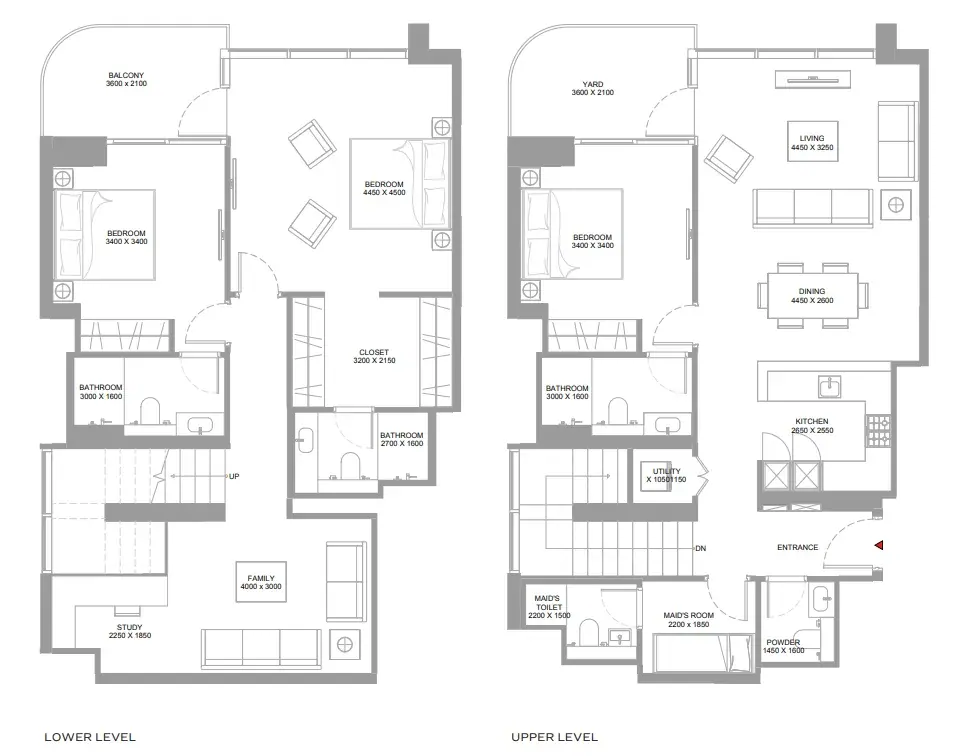 BALCONY
3600 x 2100
BEDROOM
4450 X 4500
BEDROOM
3400 X 3400
CLOSET
3200 X 2150
BATHROOM
3000 X 1600
BATHROOM
2700 X 1600
UP
FAMILY
4000 x 3000
STUDY
2250 X 1850
LOWER LEVEL
YARD
3600 X 2100
LIVING
4450 X 3250
BEDROOM
3400 X 3400
DINING
4450 X 2600
BATHROOM
3000 X 1600
KITCHEN
2650 X 2550
UTILITY
X 10501150
DN
ENTRANCE
MAID'S
TOILET
2200 X 1500
MAID'S ROOM
2200 x 1850
POWDER
1450 X 1600
UPPER LEVEL